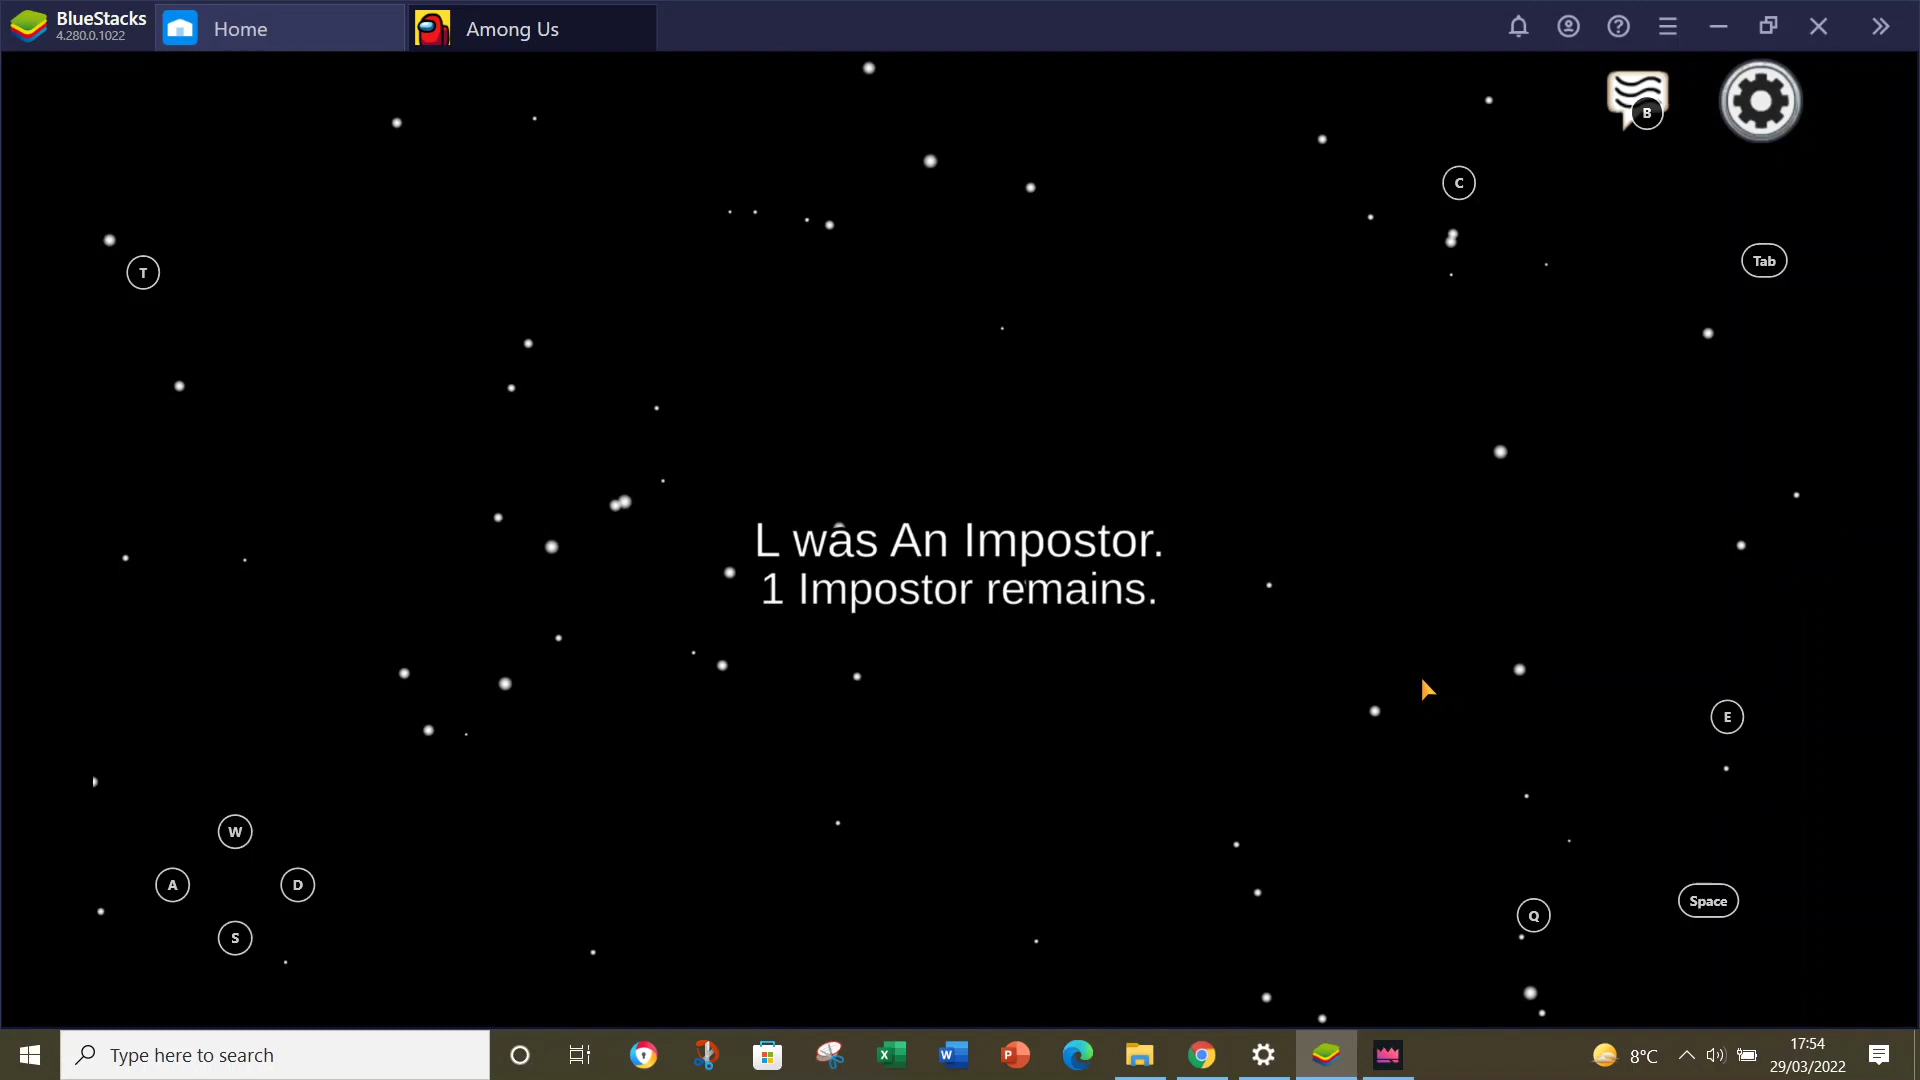 BlueStacks
4.280.0.1022
Home
Among Us
B
C
T
Tab
L was An Impostor.
1 Impostor remains.
E
W
A
D
S
Q
Space
Type here to search
8°C
17:54
29/03/2022